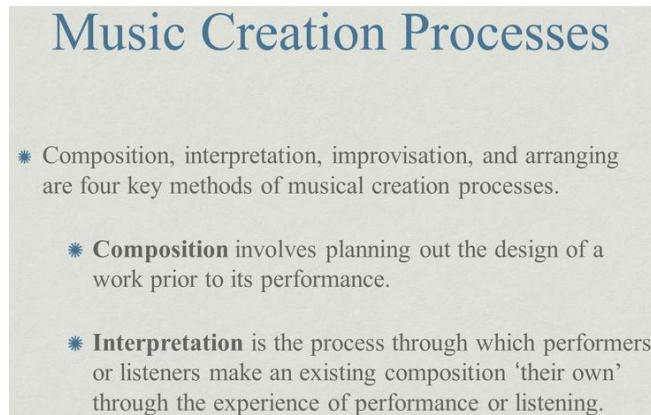 Music Creation Processes
Composition, interpretation, improvisation, and arranging
are four key methods of musical creation processes.
Composition involves planning out the design of a
work prior to its performance.
Interpretation is the process through which performers
or listeners make an existing composition ‘their own’
through the experience of performance or listening.